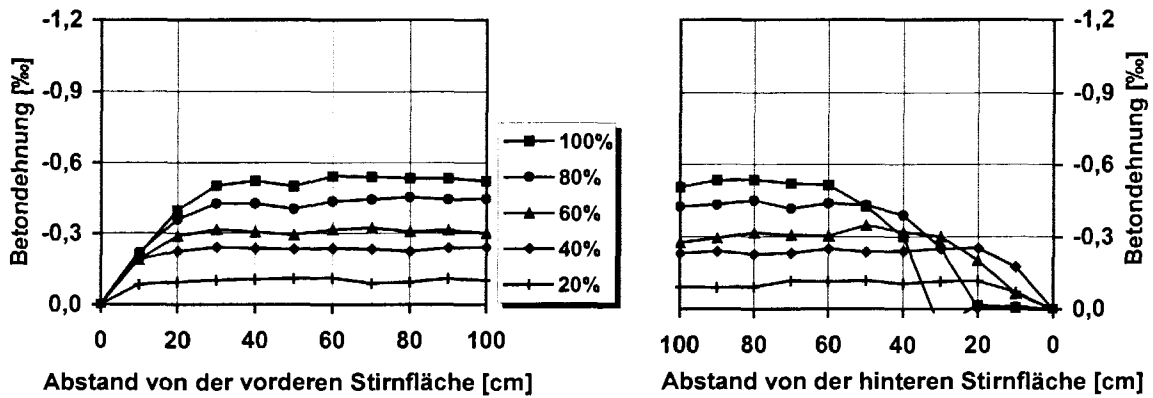 -1,2
-0,9
-0,6
-0,3
0,0
Betondehnung [‰]
0 20 40 60 80 100
Abstand von der vorderen Stirnfläche [cm]
100%
80%
60%
40%
20%
-1,2
-0,9
-0,6
-0,3
0,0
Betondehnung [‰]
100 80 60 40 20 0
Abstand von der hinteren Stirnfläche [cm]